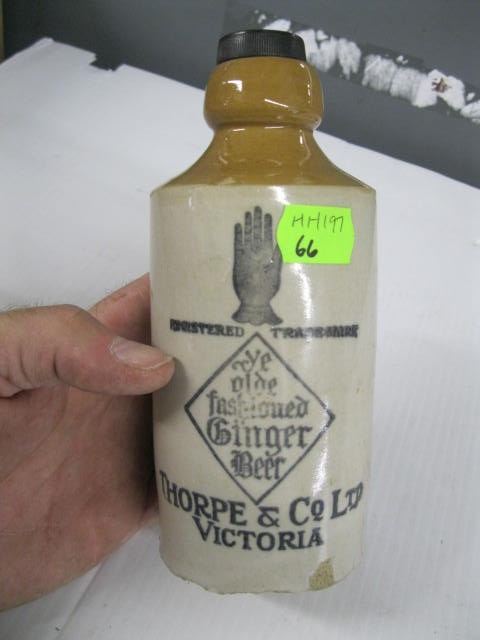 HH197
66
REGISTERED TRADE MARK
Ye
olde
fashioned
Ginger
Beer
THORPE & Co LTD
VICTORIA